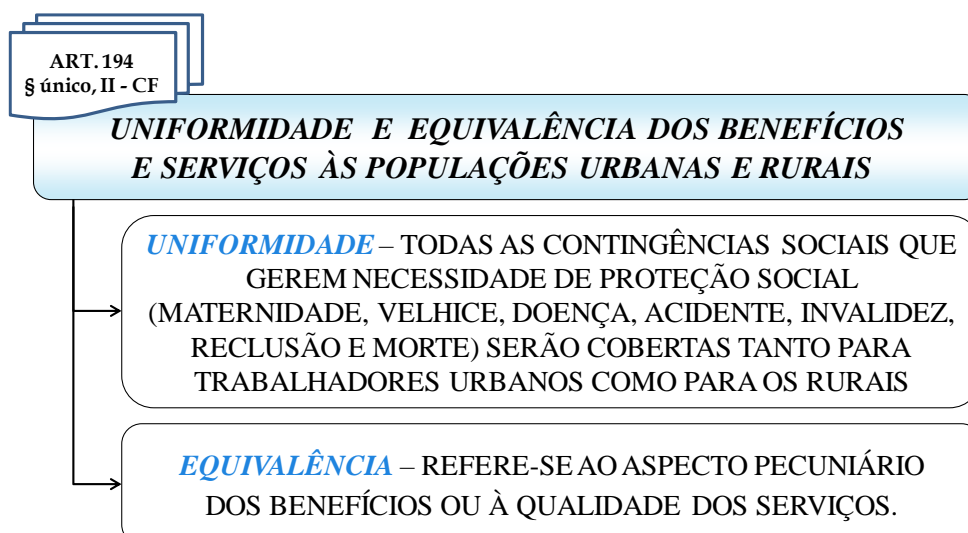 ART. 194
§ único, II - CF
UNIFORMIDADE E EQUIVALÊNCIA DOS BENEFÍCIOS
E SERVIÇOS ÀS POPULAÇÕES URBANAS E RURAIS
UNIFORMIDADE – TODAS AS CONTINGÊNCIAS SOCIAIS QUE
GEREM NECESSIDADE DE PROTEÇÃO SOCIAL
(MATERNIDADE, VELHICE, DOENÇA, ACIDENTE, INVALIDEZ,
RECLUSÃO E MORTE) SERÃO COBERTAS TANTO PARA
TRABALHADORES URBANOS COMO PARA OS RURAIS
EQUIVALÊNCIA – REFERE-SE AO ASPECTO PECUNIÁRIO
DOS BENEFÍCIOS OU À QUALIDADE DOS SERVIÇOS.